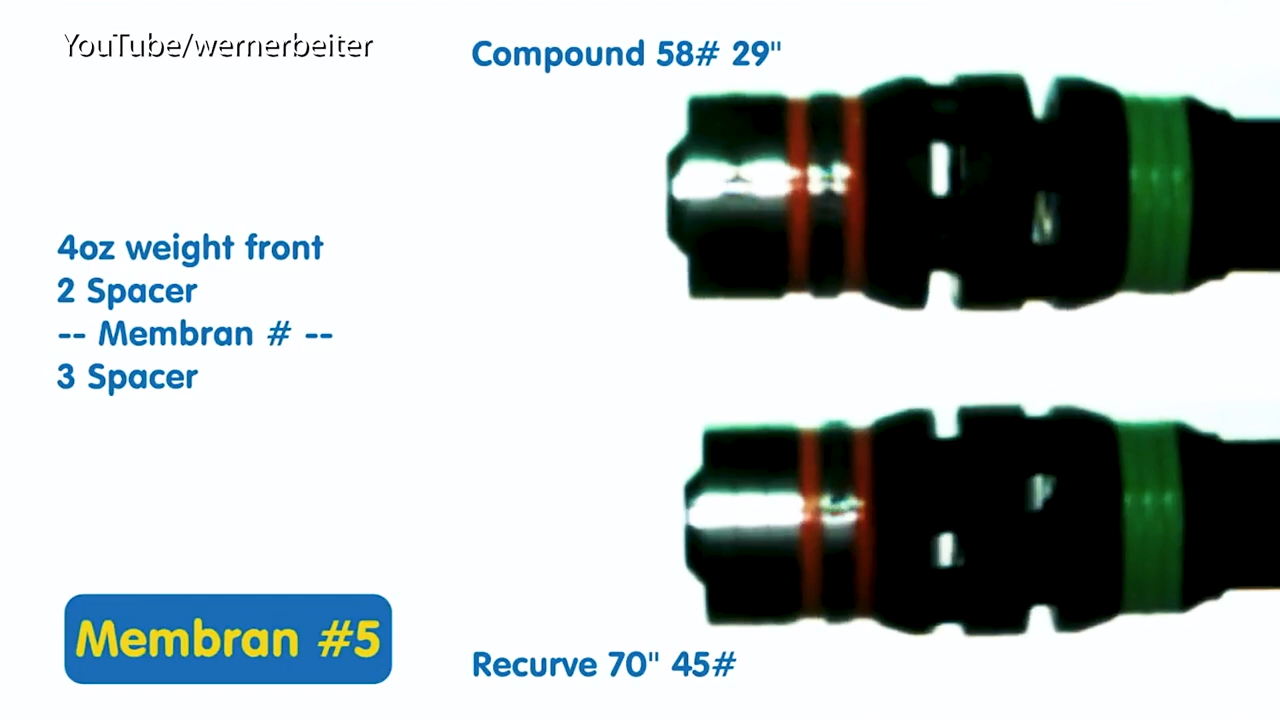 YouTube/wernerbeiter
Compound 58# 29"
4oz weight front
2 Spacer
-- Membran # --
3 Spacer
Membran #5
Recurve 70" 45#